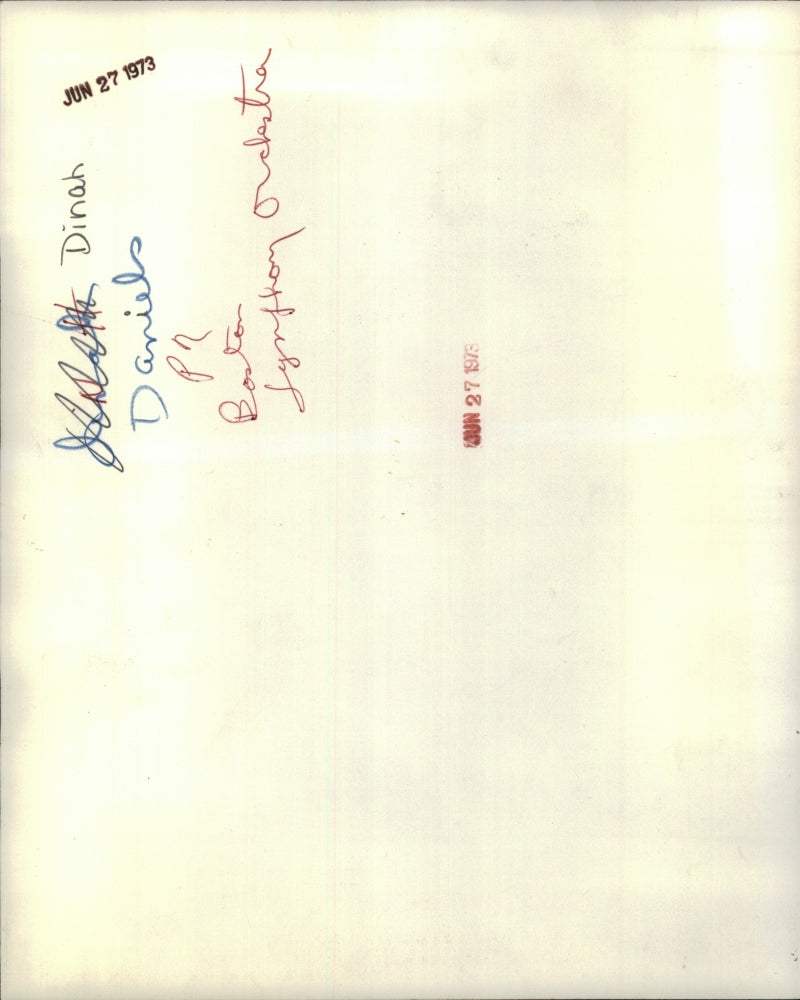 JUN 27 1973
Dinah
Daniels
PR
Boston
Symphony Orchestra
JUN 27 1973